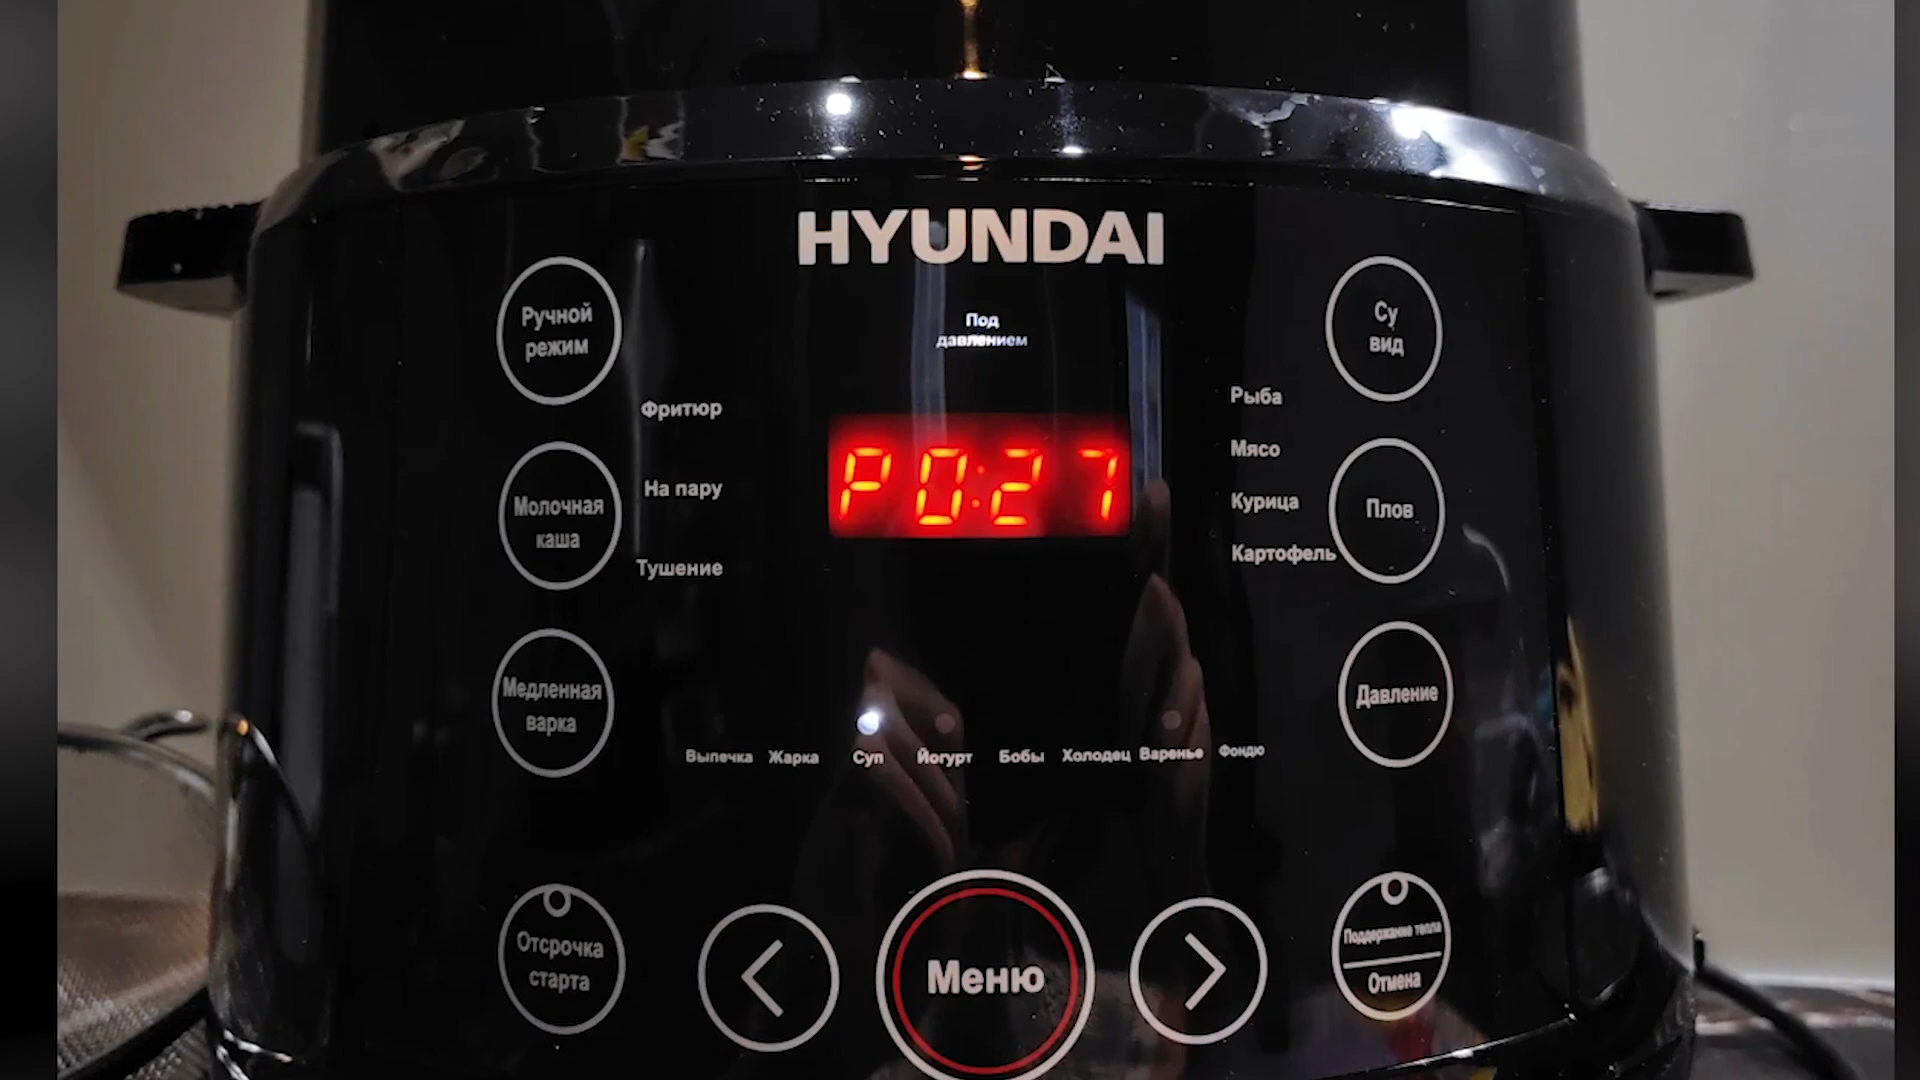 HYUNDAI
Ручной
режим
Под
давлением
Су
вид
Фритюр
Рыба
Мясо
Молочная
каша
На пару
P0:27
Курица
Плов
Тушение
Картофель
Медленная
варка
Давление
Выпечка Жарка Суп Йогурт Бобы Холодец Варенье Фондю
Отсрочка
старта
Меню
Поддержание тепла
Отмена